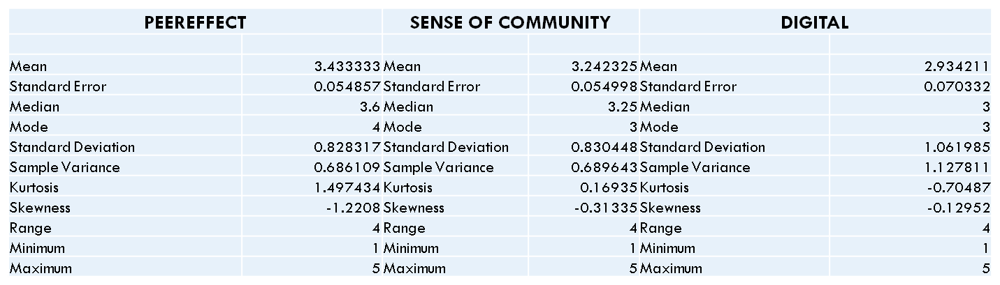 PEEREFFECT SENSE OF COMMUNITY DIGITAL
Mean 3.433333 Mean 3.242325 Mean 2.934211
Standard Error 0.054857 Standard Error 0.054998 Standard Error 0.070332
Median 3.6 Median 3.25 Median 3
Mode 4 Mode 3 Mode 3
Standard Deviation 0.828317 Standard Deviation 0.830448 Standard Deviation 1.061985
Sample Variance 0.686109 Sample Variance 0.689643 Sample Variance 1.127811
Kurtosis 1.497434 Kurtosis 0.16935 Kurtosis -0.70487
Skewness -1.2208 Skewness -0.31335 Skewness -0.12952
Range 4 Range 4 Range 4
Minimum 1 Minimum 1 Minimum 1
Maximum 5 Maximum 5 Maximum 5